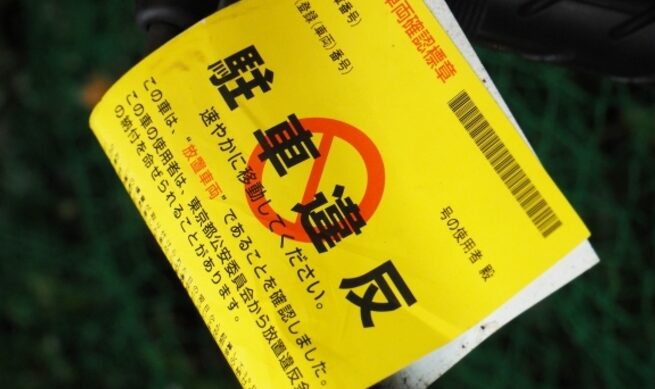 車両確認標章
番号)
(登録(車両)番号)
号の使用者 殿
駐車違反
速やかに移動してください。
この車は、"放置車両"であることを確認しました。
この車の使用者は、東京都公安委員会から放置違反金
の納付を命ぜられることがあります。